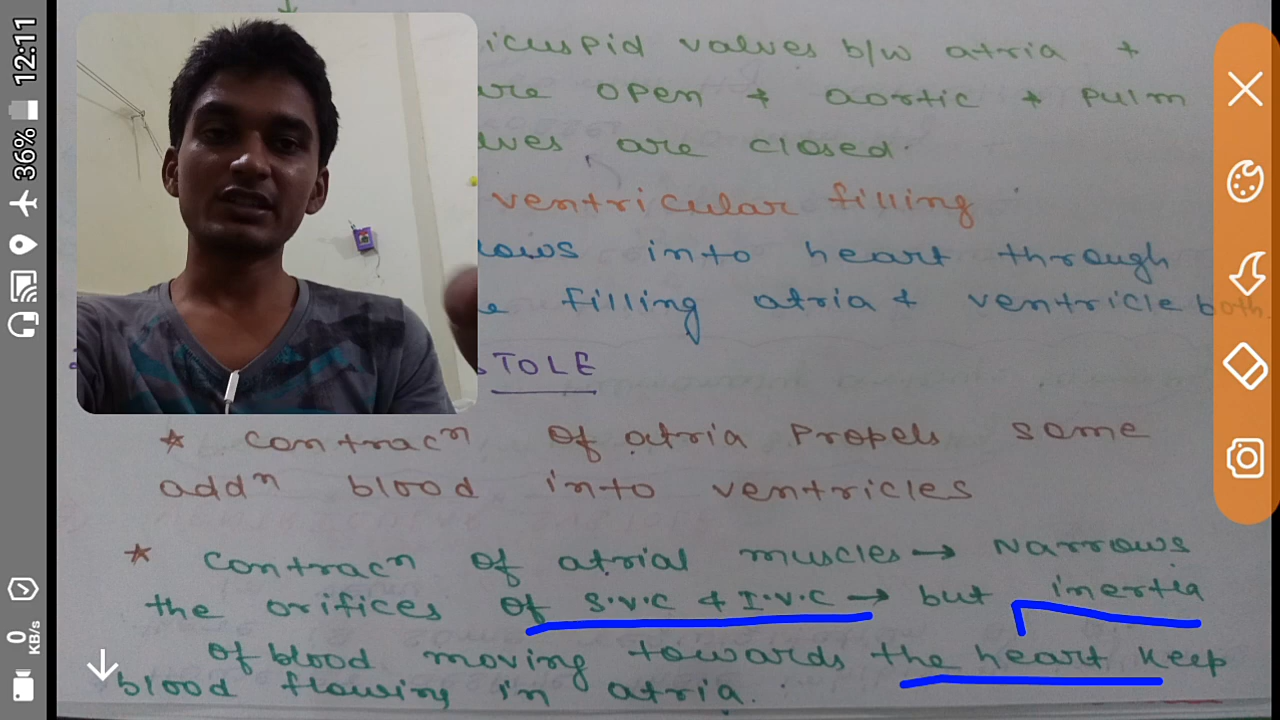 12:11
36%
0
KB/s
icuspid valves b/w atria +
are open + aortic + pulm
lves are closed.
ventricular filling
lows into heart through
filling atria + ventricle both.
STOLE
* contracⁿ of atria propels some
addⁿ blood into ventricles
* contracⁿ of atrial muscles → Narrows
the orifices of S.V.C + I.V.C → but inertia
of blood moving towards the heart keep
blood flowing in atria.